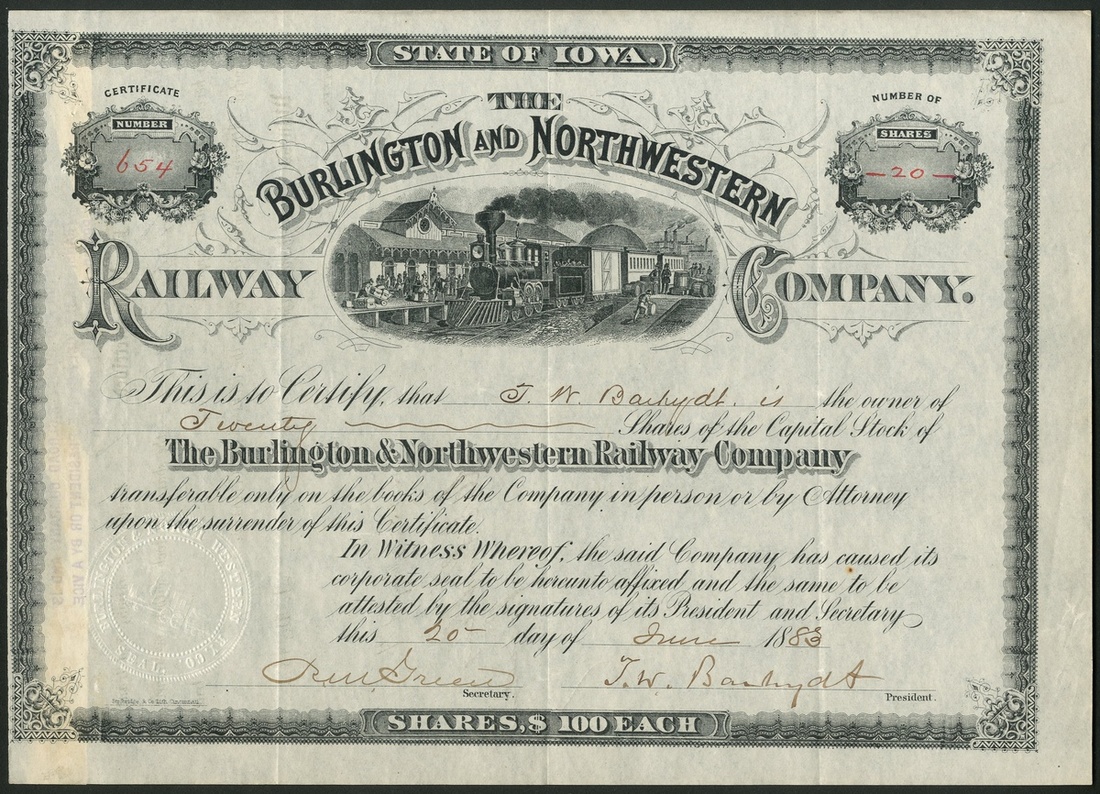 STATE OF IOWA.
CERTIFICATE
NUMBER
654
NUMBER OF
SHARES
—20—
THE
BURLINGTON AND NORTHWESTERN
RAILWAY COMPANY.
This is to Certify, that T. W. Barhydt is the owner of
Twenty Shares of the Capital Stock of
The Burlington & Northwestern Railway Company
transferable only on the books of the Company in person or by Attorney
upon the surrender of this Certificate.
In Witness Whereof, the said Company has caused its
corporate seal to be hereunto affixed and the same to be
attested by the signatures of its President and Secretary
this 20 day of June 1883
Green T. W. Barhydt
Secretary. President.
SHARES, $ 100 EACH